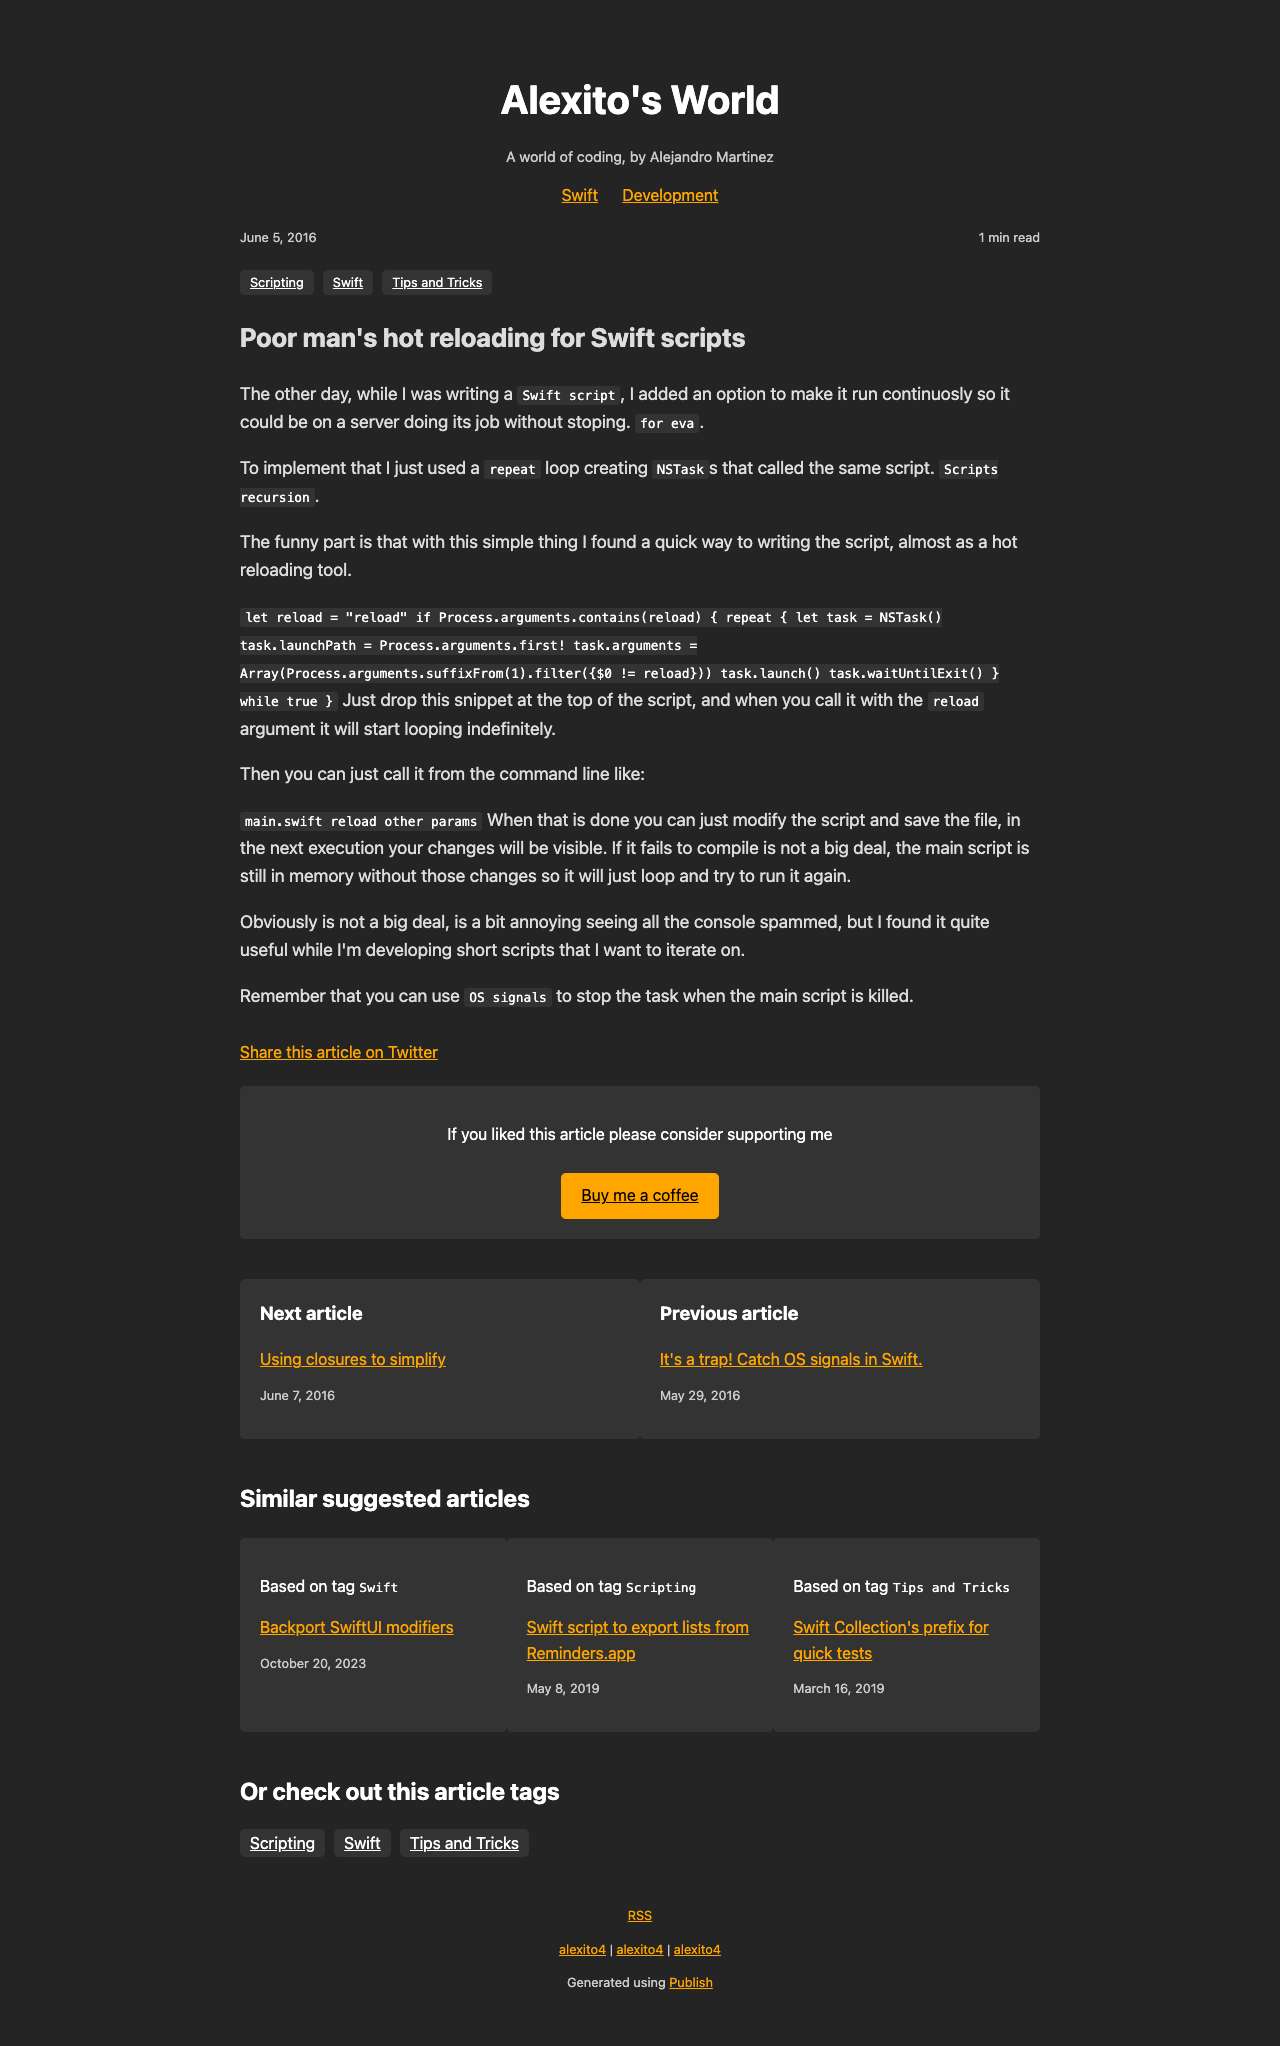 Alexito's World
A world of coding, by Alejandro Martinez
Swift Development
June 5, 2016 1 min read
Scripting Swift Tips and Tricks
Poor man's hot reloading for Swift scripts
The other day, while I was writing a Swift script, I added an option to make it run continuosly so it
could be on a server doing its job without stoping. for eva.
To implement that I just used a repeat loop creating NSTasks that called the same script. Scripts
recursion.
The funny part is that with this simple thing I found a quick way to writing the script, almost as a hot
reloading tool.
let reload = "reload" if Process.arguments.contains(reload) { repeat { let task = NSTask()
task.launchPath = Process.arguments.first! task.arguments =
Array(Process.arguments.suffixFrom(1).filter({$0 != reload})) task.launch() task.waitUntilExit() }
while true } Just drop this snippet at the top of the script, and when you call it with the reload
argument it will start looping indefinitely.
Then you can just call it from the command line like:
main.swift reload other params When that is done you can just modify the script and save the file, in
the next execution your changes will be visible. If it fails to compile is not a big deal, the main script is
still in memory without those changes so it will just loop and try to run it again.
Obviously is not a big deal, is a bit annoying seeing all the console spammed, but I found it quite
useful while I'm developing short scripts that I want to iterate on.
Remember that you can use OS signals to stop the task when the main script is killed.
Share this article on Twitter
If you liked this article please consider supporting me
Buy me a coffee
Next article
Using closures to simplify
June 7, 2016
Previous article
It's a trap! Catch OS signals in Swift.
May 29, 2016
Similar suggested articles
Based on tag Swift
Backport SwiftUI modifiers
October 20, 2023
Based on tag Scripting
Swift script to export lists from
Reminders.app
May 8, 2019
Based on tag Tips and Tricks
Swift Collection's prefix for
quick tests
March 16, 2019
Or check out this article tags
Scripting Swift Tips and Tricks
RSS
alexito4 | alexito4 | alexito4
Generated using Publish